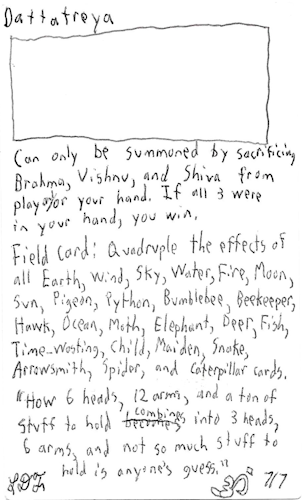 Dattatreya
Can only be summoned by sacrificing
Brahma, Vishnu, and Shiva from
play/or your hand. If all 3 were
in your hand, you win.
Field Card: Quadruple the effects of
all Earth, Wind, Sky, Water, Fire, Moon,
Sun, Pigeon, Python, Bumblebee, Beekeeper,
Hawk, Ocean, Moth, Elephant, Deer, Fish,
Time-Wasting, Child, Maiden, Snake,
Arrowsmith, Spider, and Caterpillar cards.
"How 6 heads, 12 arms, and a ton of
stuff to hold combines into 3 heads,
6 arms, and not so much stuff to
hold is anyone's guess."
7/7